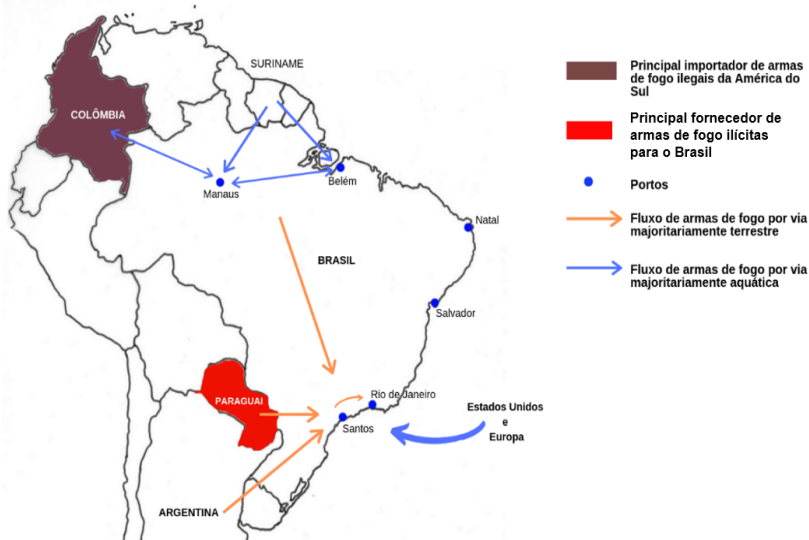 SURINAME
COLÔMBIA
Manaus
Belém
Natal
BRASIL
Salvador
PARAGUAI
Rio de Janeiro
Santos
Estados Unidos
e
Europa
ARGENTINA
Principal importador de armas
de fogo ilegais da América do
Sul
Principal fornecedor de
armas de fogo ilícitas
para o Brasil
Portos
Fluxo de armas de fogo por via
majoritariamente terrestre
Fluxo de armas de fogo por via
majoritariamente aquática